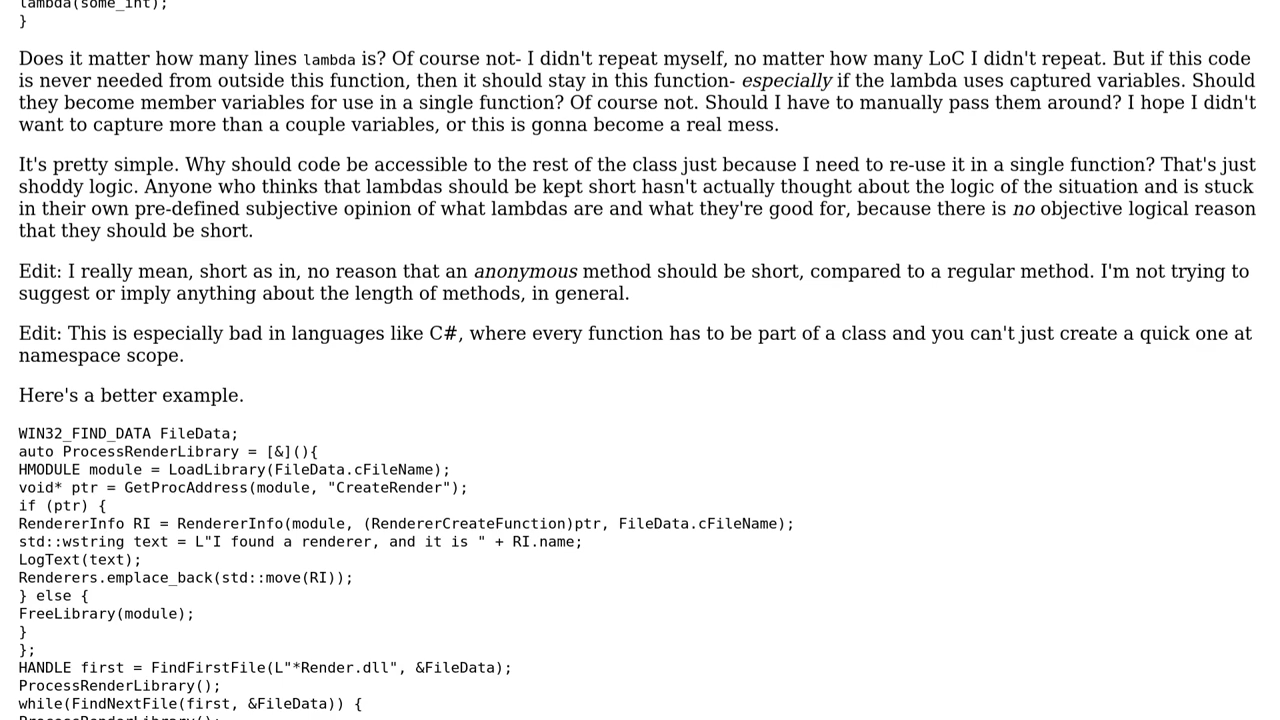 lambda(some_int);
}
Does it matter how many lines lambda is? Of course not- I didn't repeat myself, no matter how many LoC I didn't repeat. But if this code
is never needed from outside this function, then it should stay in this function- especially if the lambda uses captured variables. Should
they become member variables for use in a single function? Of course not. Should I have to manually pass them around? I hope I didn't
want to capture more than a couple variables, or this is gonna become a real mess.
It's pretty simple. Why should code be accessible to the rest of the class just because I need to re-use it in a single function? That's just
shoddy logic. Anyone who thinks that lambdas should be kept short hasn't actually thought about the logic of the situation and is stuck
in their own pre-defined subjective opinion of what lambdas are and what they're good for, because there is no objective logical reason
that they should be short.
Edit: I really mean, short as in, no reason that an anonymous method should be short, compared to a regular method. I'm not trying to
suggest or imply anything about the length of methods, in general.
Edit: This is especially bad in languages like C#, where every function has to be part of a class and you can't just create a quick one at
namespace scope.
Here's a better example.
WIN32_FIND_DATA FileData;
auto ProcessRenderLibrary = [&](){
HMODULE module = LoadLibrary(FileData.cFileName);
void* ptr = GetProcAddress(module, "CreateRender");
if (ptr) {
RendererInfo RI = RendererInfo(module, (RendererCreateFunction)ptr, FileData.cFileName);
std::wstring text = L"I found a renderer, and it is " + RI.name;
LogText(text);
Renderers.emplace_back(std::move(RI));
} else {
FreeLibrary(module);
}
};
HANDLE first = FindFirstFile(L"*Render.dll", &FileData);
ProcessRenderLibrary();
while(FindNextFile(first, &FileData)) {
ProcessRenderLibrary();